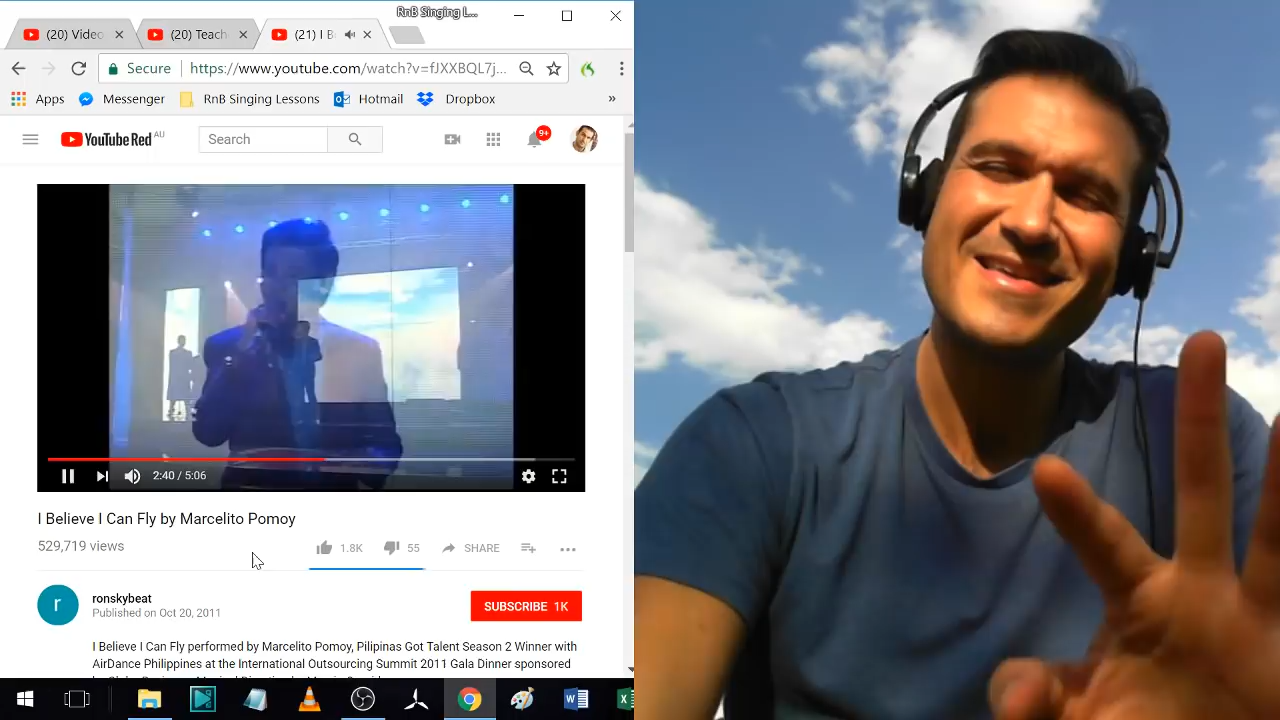 RnB Singing L...
(20) Video
(20) Teach
(21) I B
Secure
https://www.youtube.com/watch?v=fJXXBQL7j...
Apps
Messenger
RnB Singing Lessons
Hotmail
Dropbox
»
YouTube Red AU
Search
9+
2:40 / 5:06
I Believe I Can Fly by Marcelito Pomoy
529,719 views
1.8K
55
SHARE
r
ronskybeat
Published on Oct 20, 2011
SUBSCRIBE 1K
I Believe I Can Fly performed by Marcelito Pomoy, Pilipinas Got Talent Season 2 Winner with
AirDance Philippines at the International Outsourcing Summit 2011 Gala Dinner sponsored